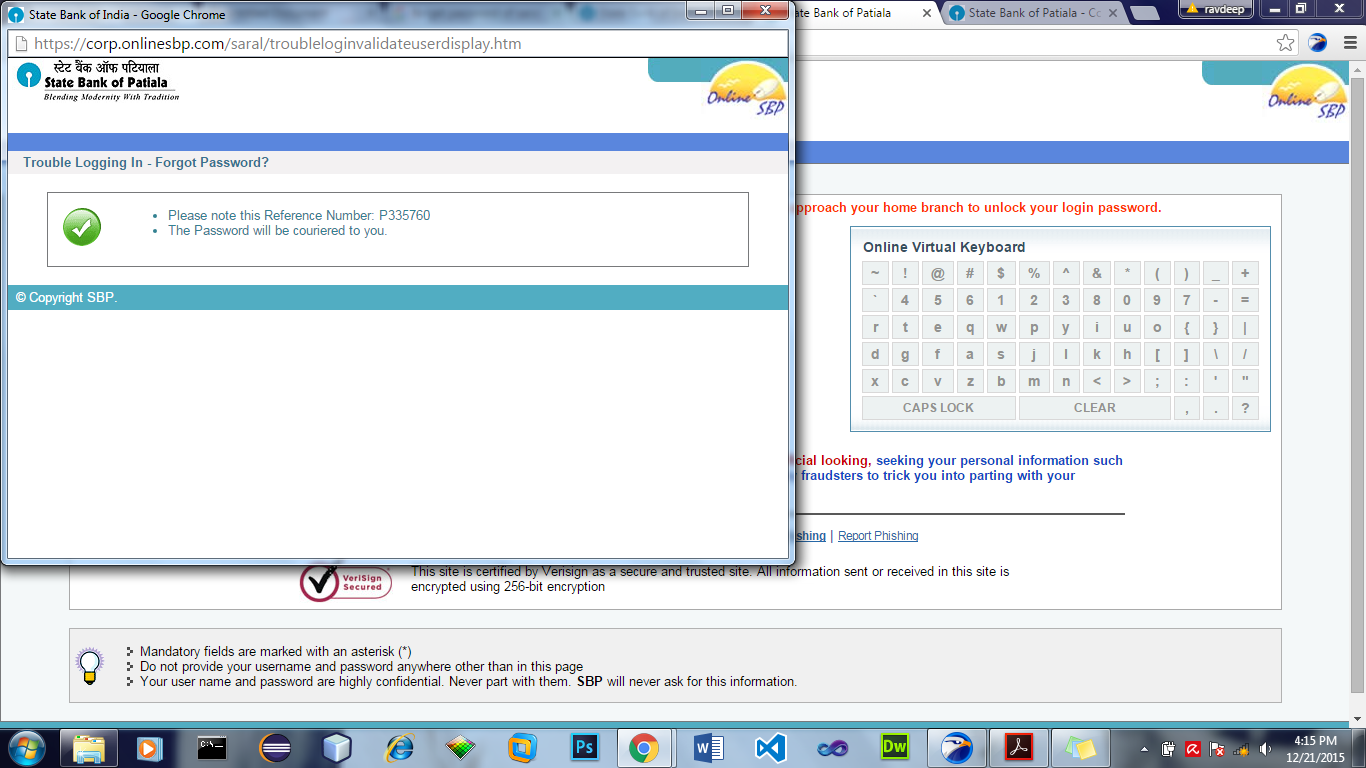 State Bank of India - Google Chrome
https://corp.onlinesbp.com/saral/troubleloginvalidateuserdisplay.htm
स्टेट बैंक ऑफ पटियाला
State Bank of Patiala
Blending Modernity With Tradition
Online SBP
Trouble Logging In - Forgot Password?
Please note this Reference Number: P335760
The Password will be couriered to you.
© Copyright SBP.
ate Bank of Patiala
State Bank of Patiala - Co
ravdeep
Online SBP
pproach your home branch to unlock your login password.
Online Virtual Keyboard
~ ! @ # $ % ^ & * ( ) _ +
` 4 5 6 1 2 3 8 0 9 7 - =
r t e q w p y i u o { } |
d g f a s j l k h [ ] \ /
x c v z b m n < > ; : ' "
CAPS LOCK CLEAR , . ?
cial looking, seeking your personal information such
fraudsters to trick you into parting with your
shing | Report Phishing
VeriSign Secured
This site is certified by Verisign as a secure and trusted site. All information sent or received in this site is
encrypted using 256-bit encryption
Mandatory fields are marked with an asterisk (*)
Do not provide your username and password anywhere other than in this page
Your user name and password are highly confidential. Never part with them. SBP will never ask for this information.
C:\
Ps
W
Dw
4:15 PM
12/21/2015